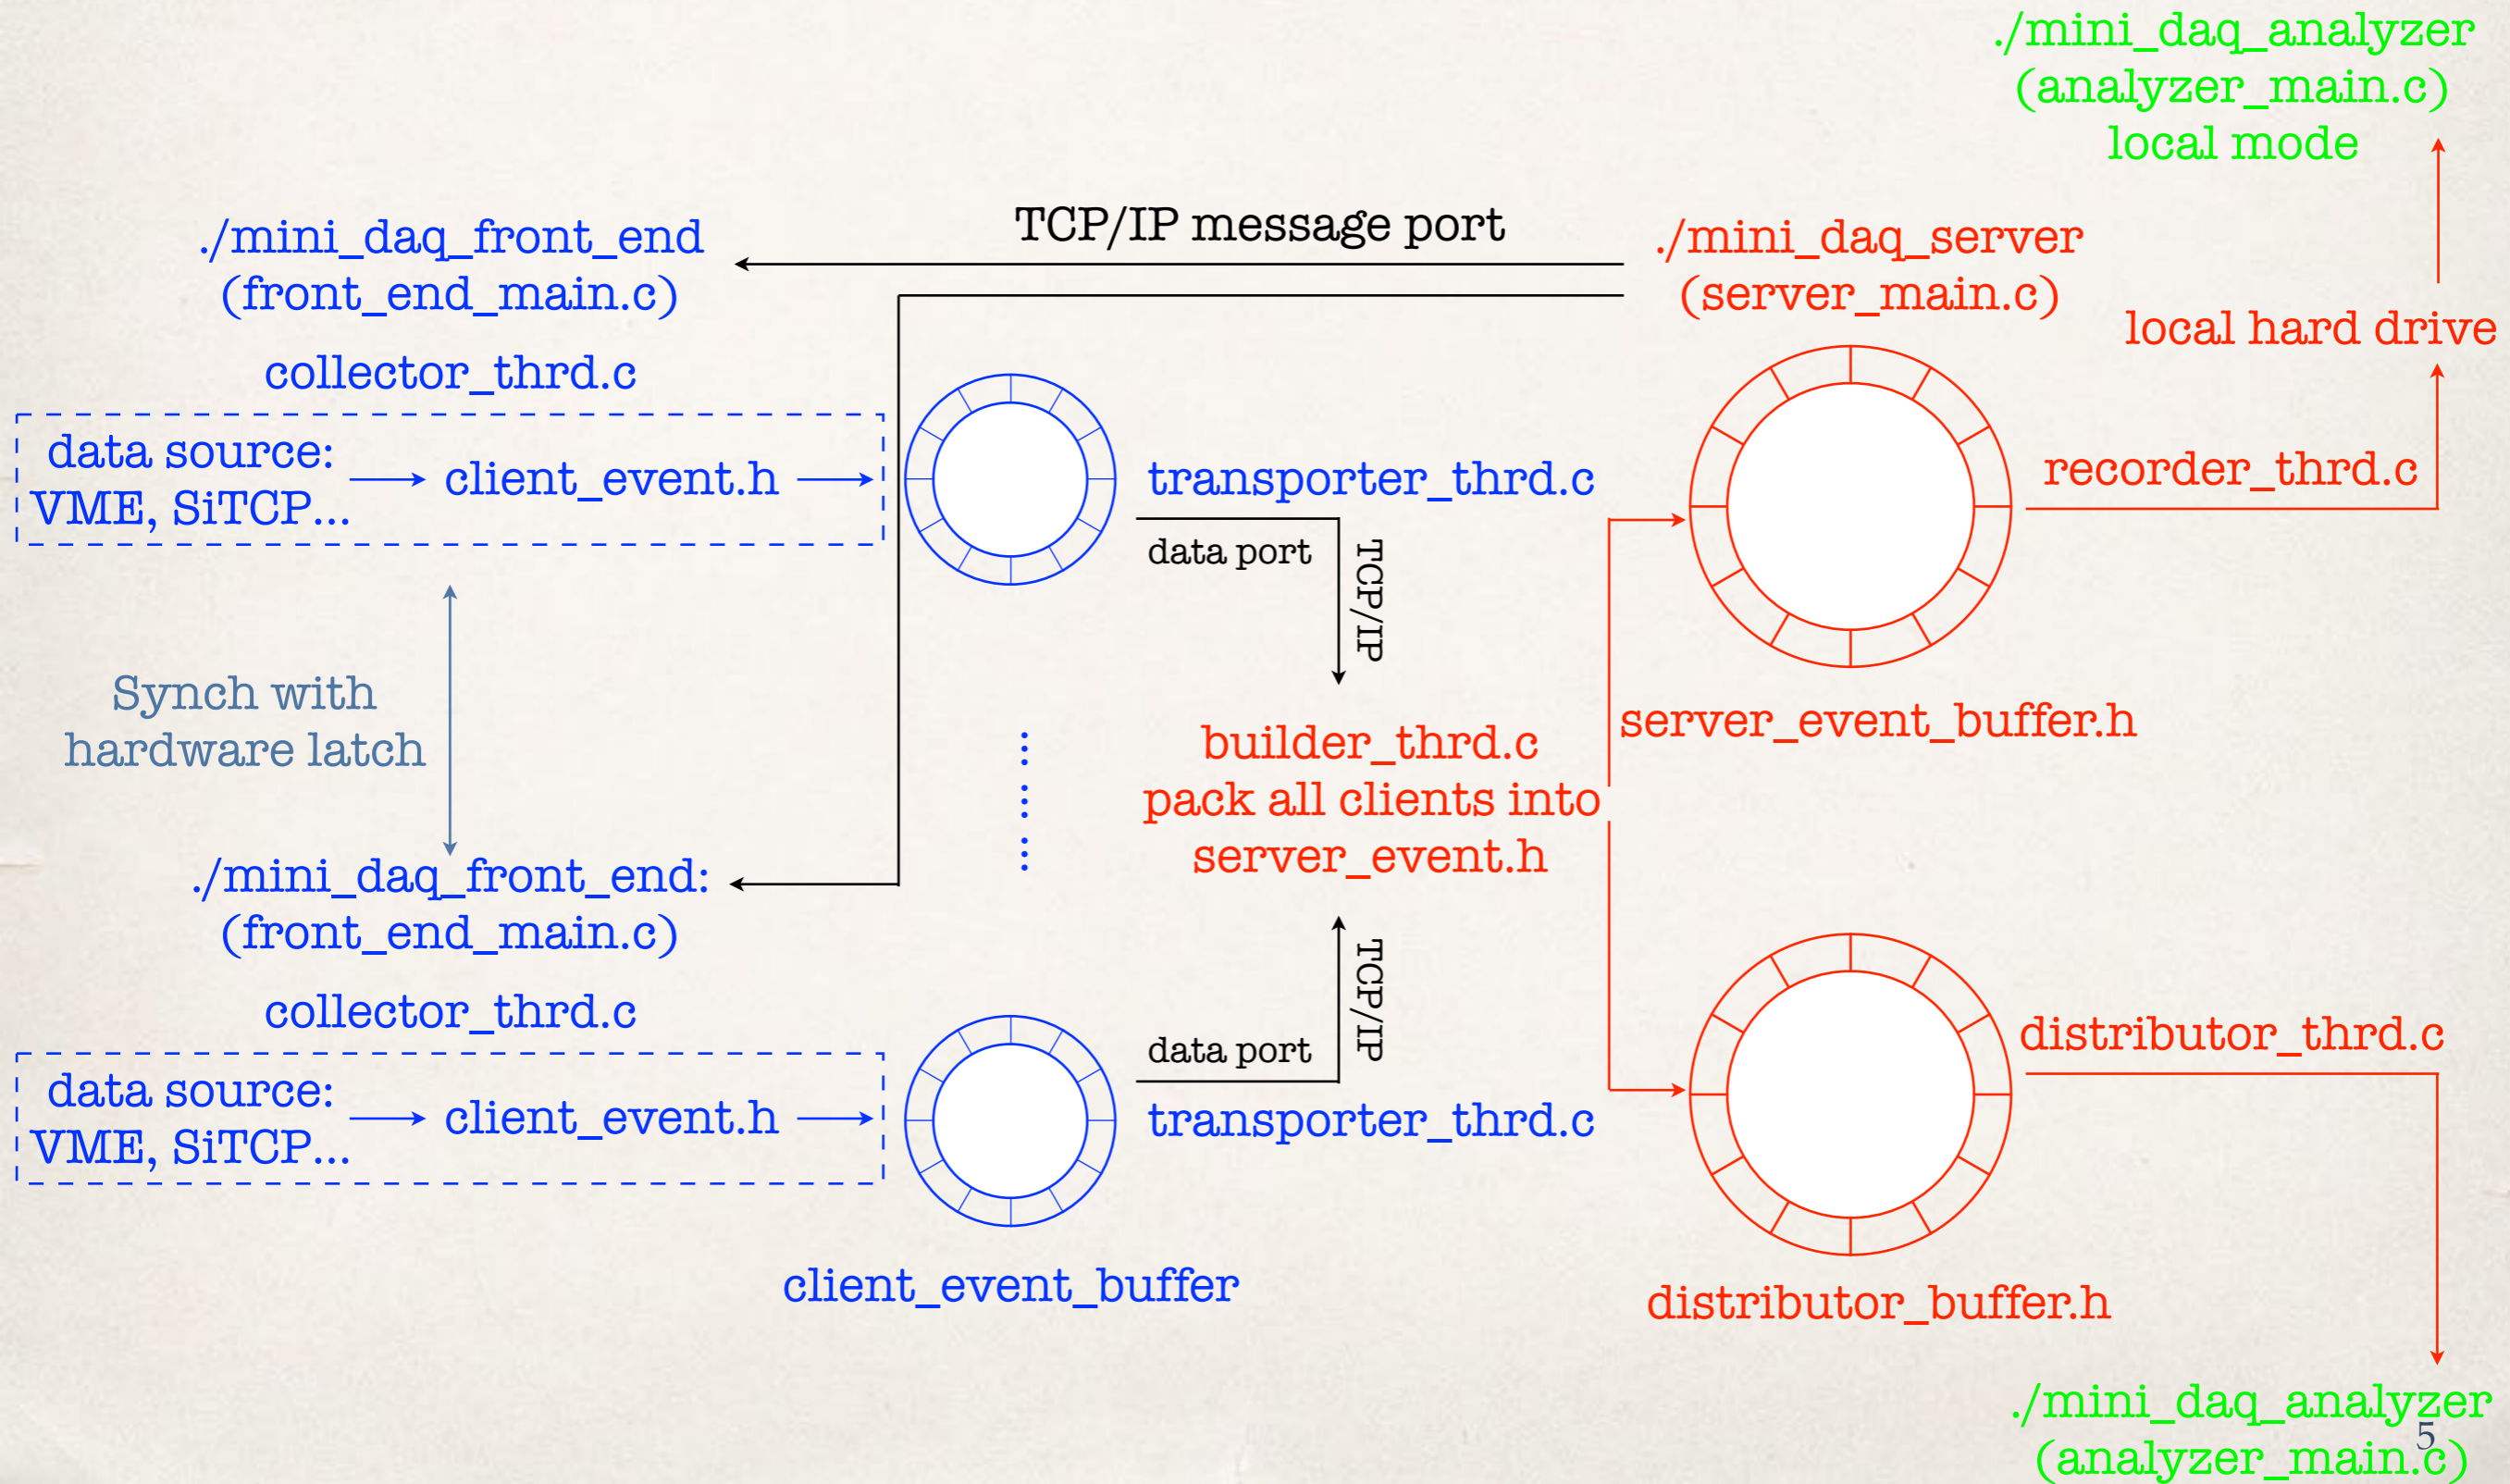 ./mini_daq_analyzer
(analyzer_main.c)
local mode
TCP/IP message port
./mini_daq_front_end
(front_end_main.c)
./mini_daq_server
(server_main.c)
local hard drive
collector_thrd.c
data source:
VME, SiTCP...
client_event.h
transporter_thrd.c
data port
TCP/IP
recorder_thrd.c
Synch with
hardware latch
server_event_buffer.h
builder_thrd.c
pack all clients into
server_event.h
./mini_daq_front_end:
(front_end_main.c)
collector_thrd.c
data source:
VME, SiTCP...
client_event.h
data port
TCP/IP
transporter_thrd.c
distributor_thrd.c
client_event_buffer
distributor_buffer.h
./mini_daq_analyzer
(analyzer_main.c)
5